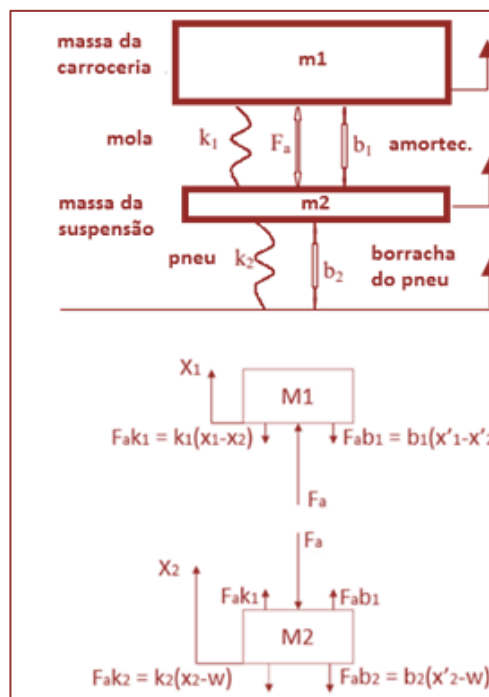 massa da carroceria
m1
mola
k1
Fa
b1
amortec.
massa da suspensão
m2
pneu
k2
b2
borracha do pneu
X1
M1
Fak1 = k1(x1-x2)
Fab1 = b1(x'1-x'2
Fa
Fa
X2
Fak1
Fab1
M2
Fak2 = k2(x2-w)
Fab2 = b2(x'2-w)